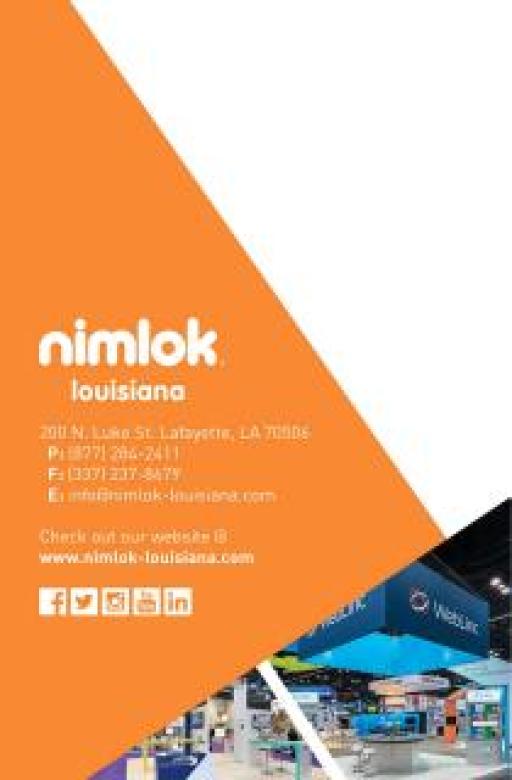 nimlok
louisiana
200 N. Luke St. Lafayette, LA 70506
P: (877) 284-2411
F: (337) 237-8679
E: info@nimlok-louisiana.com
Check out our website @
www.nimlok-louisiana.com
WebLinc